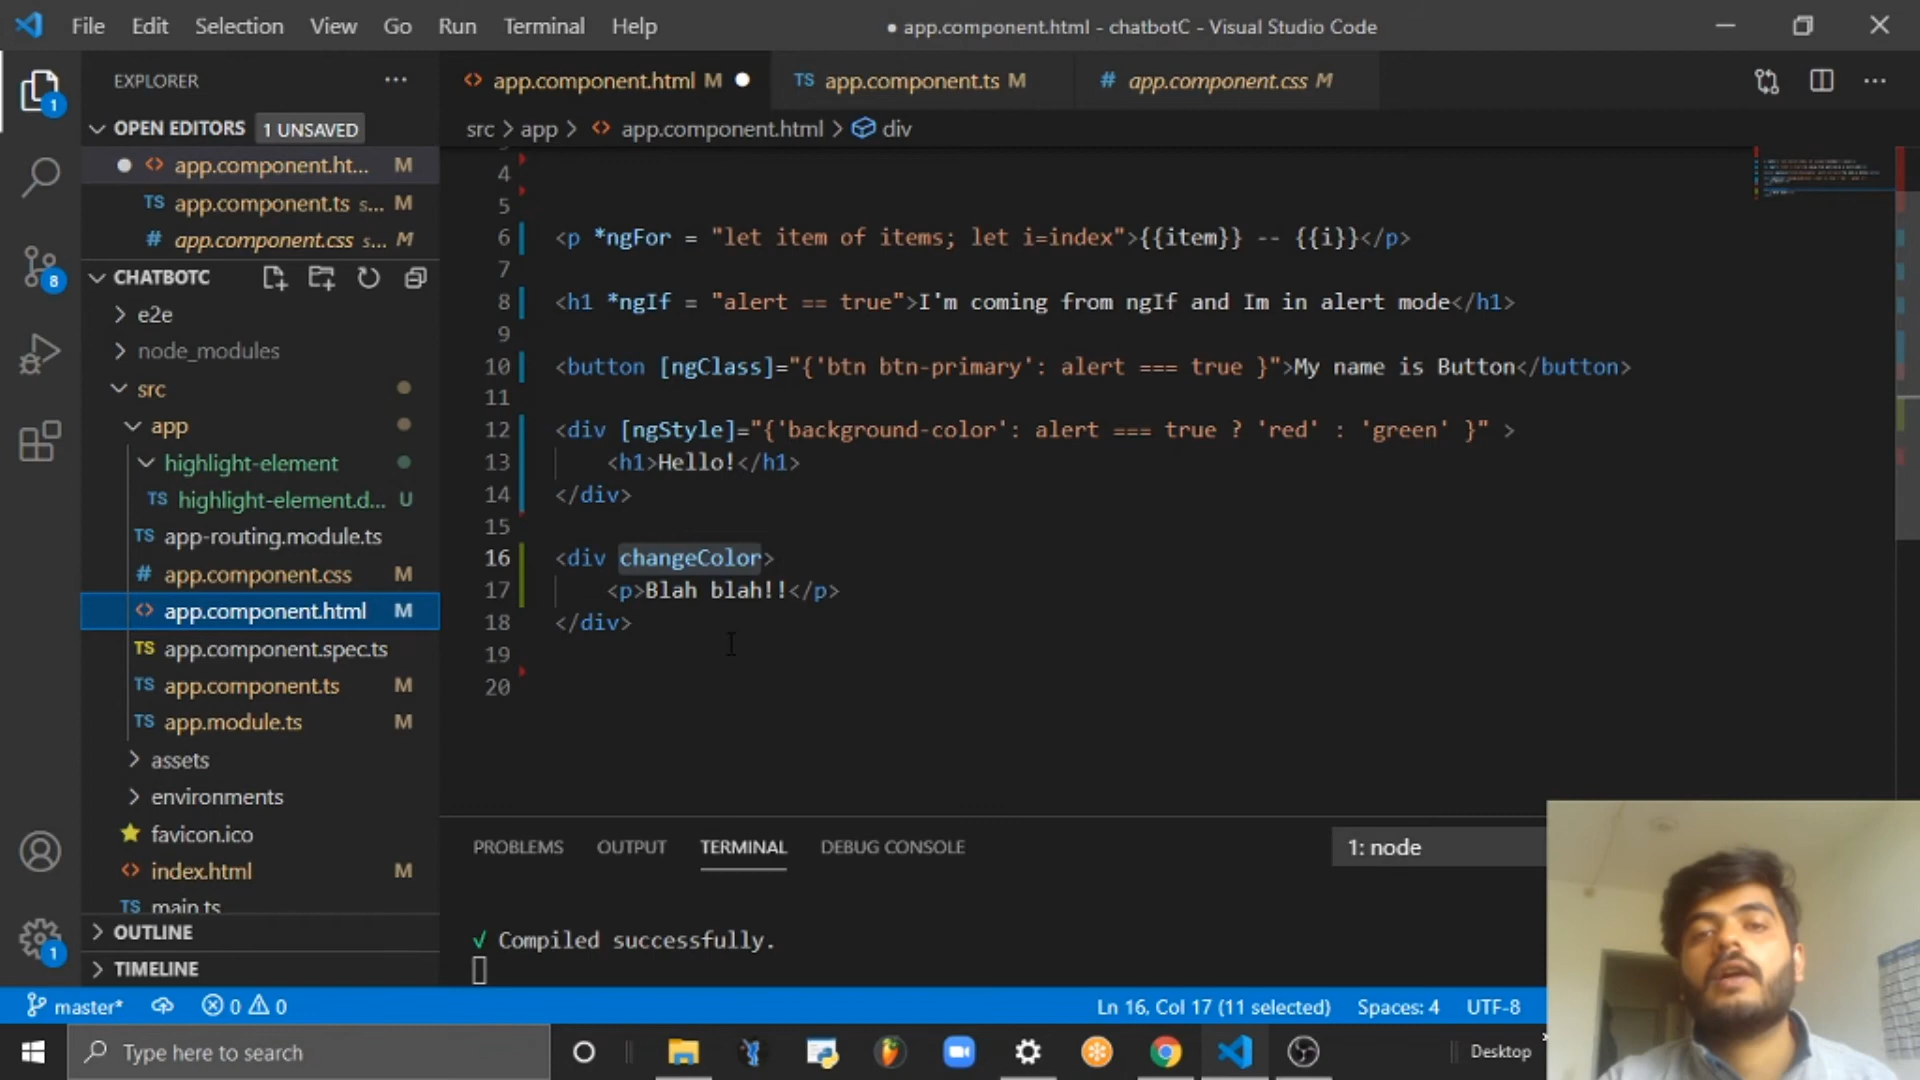 File Edit Selection View Go Run Terminal Help
● app.component.html - chatbotC - Visual Studio Code
EXPLORER
OPEN EDITORS 1 UNSAVED
app.component.ht... M
app.component.ts s... M
app.component.css s... M
CHATBOTC
e2e
node_modules
src
app
highlight-element
highlight-element.d... U
app-routing.module.ts
app.component.css M
app.component.html M
app.component.spec.ts
app.component.ts M
app.module.ts M
assets
environments
favicon.ico
index.html M
main.ts
OUTLINE
TIMELINE
app.component.html M
TS app.component.ts M
# app.component.css M
src > app > app.component.html > div
4
5
6 <p *ngFor = "let item of items; let i=index">{{item}} -- {{i}}</p>
7
8 <h1 *ngIf = "alert == true">I'm coming from ngIf and Im in alert mode</h1>
9
10 <button [ngClass]="{'btn btn-primary': alert === true }">My name is Button</button>
11
12 <div [ngStyle]="{'background-color': alert === true ? 'red' : 'green' }" >
13 <h1>Hello!</h1>
14 </div>
15
16 <div changeColor>
17 <p>Blah blah!!</p>
18 </div>
19
20
PROBLEMS OUTPUT TERMINAL DEBUG CONSOLE 1: node
√ Compiled successfully.
master* 0 0 Ln 16, Col 17 (11 selected) Spaces: 4 UTF-8
Type here to search
Desktop